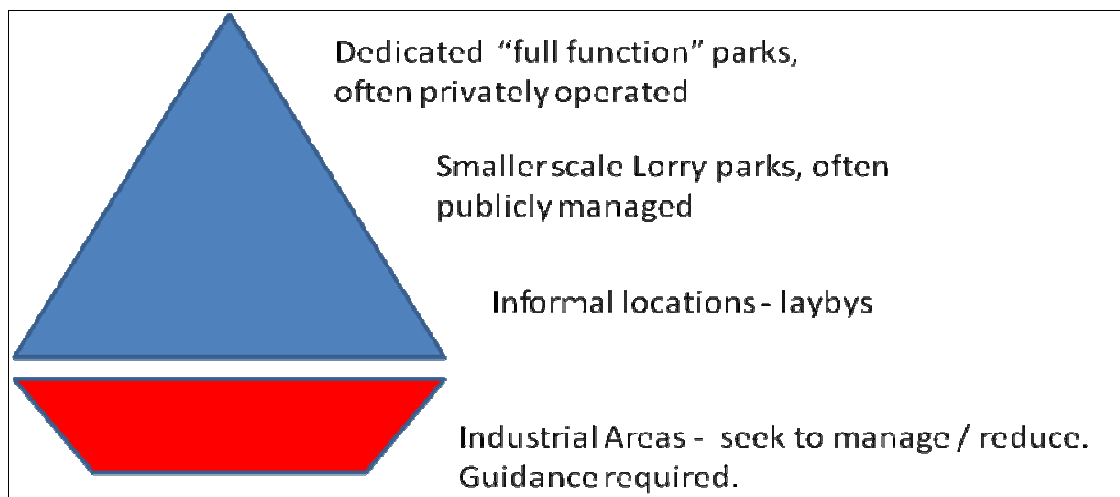 Dedicated “full function” parks,
often privately operated
Smaller scale Lorry parks, often
publicly managed
Informal locations - laybys
Industrial Areas - seek to manage / reduce.
Guidance required.